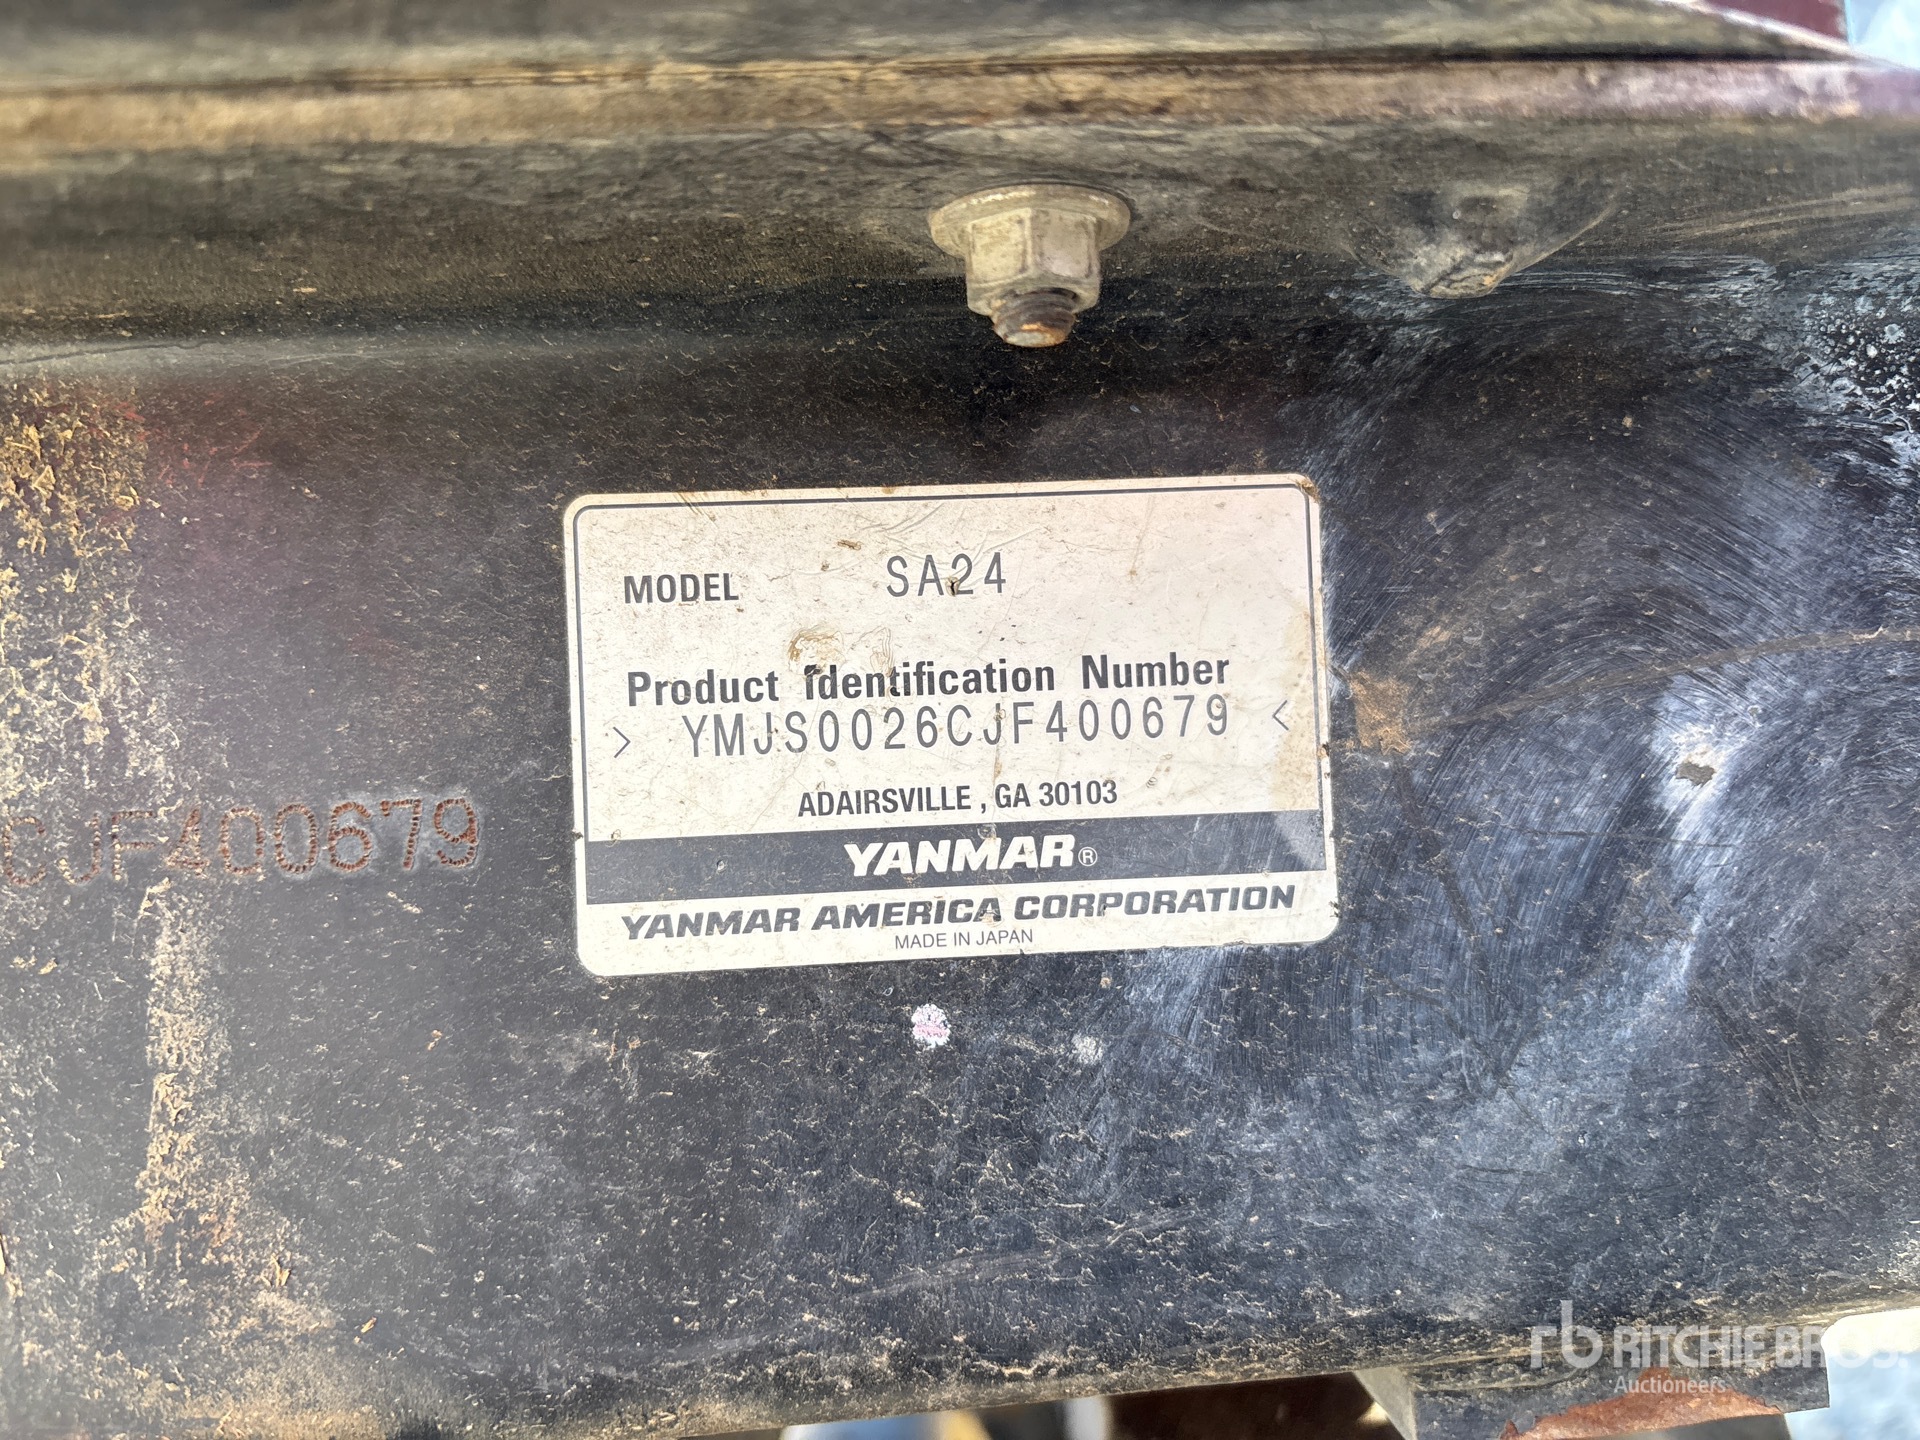 MODEL SA24
Product Identification Number
> YMJS0026CJF400679 <
ADAIRSVILLE , GA 30103
YANMAR®
YANMAR AMERICA CORPORATION
MADE IN JAPAN
CJF400679
rb RITCHIE BROS.
Auctioneers